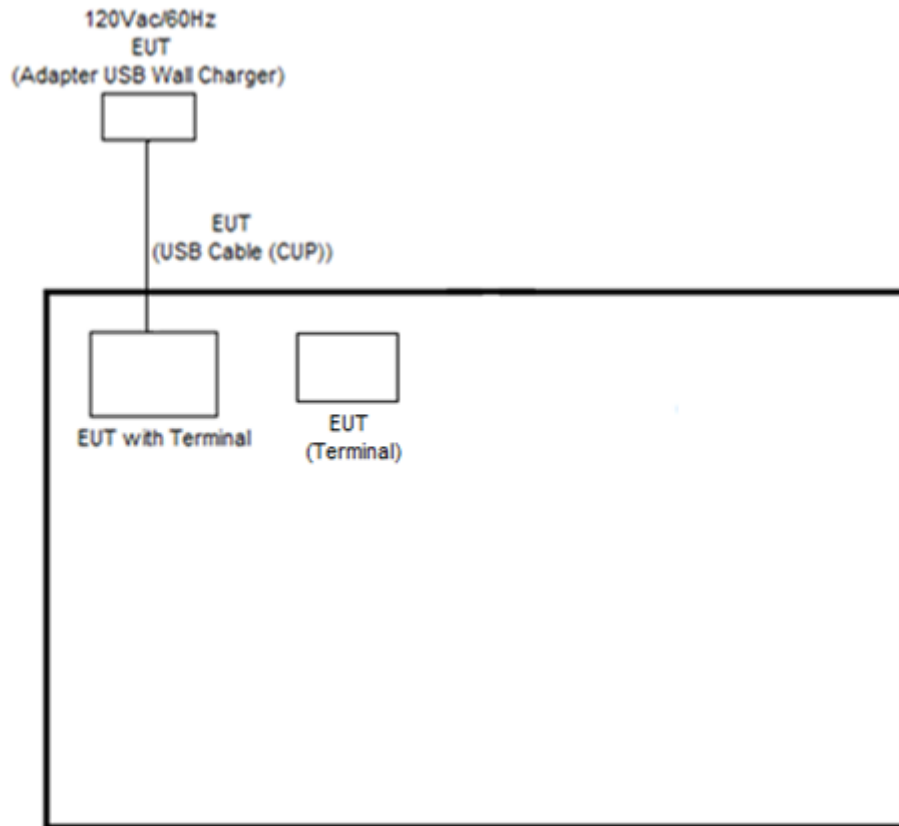 120Vac/60Hz
EUT
(Adapter USB Wall Charger)
EUT
(USB Cable (CUP))
EUT with Terminal
EUT
(Terminal)